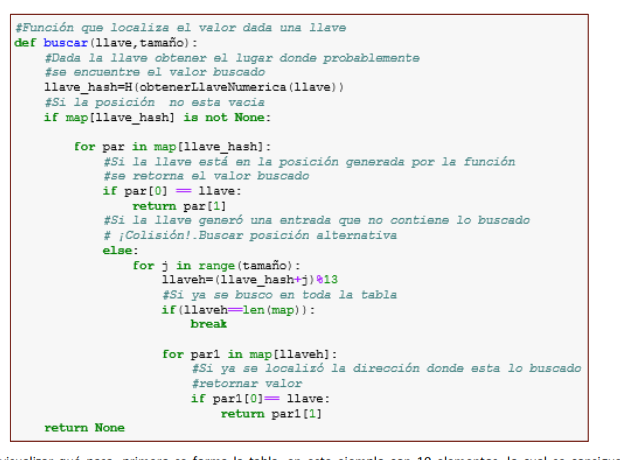 #Función que localiza el valor dada una llave
def buscar(llave,tamaño):
    #Dada la llave obtener el lugar donde probablemente
    #se encuentre el valor buscado
    llave_hash=H(obtenerLlaveNumerica(llave))
    #Si la posición  no esta vacia
    if map[llave_hash] is not None:

        for par in map[llave_hash]:
            #Si la llave está en la posición generada por la función
            #se retorna el valor buscado
            if par[0] == llave:
                return par[1]
            #Si la llave generó una entrada que no contiene lo buscado
            # ¡Colisión!.Buscar posición alternativa
            else:
                for j in range(tamaño):
                    llaveh=(llave_hash+j)%13
                    #Si ya se busco en toda la tabla
                    if(llaveh==len(map)):
                        break

                    for par1 in map[llaveh]:
                        #Si ya se localizó la dirección donde esta lo buscado
                        #retornar valor
                        if par1[0]== llave:
                            return par1[1]
    return None